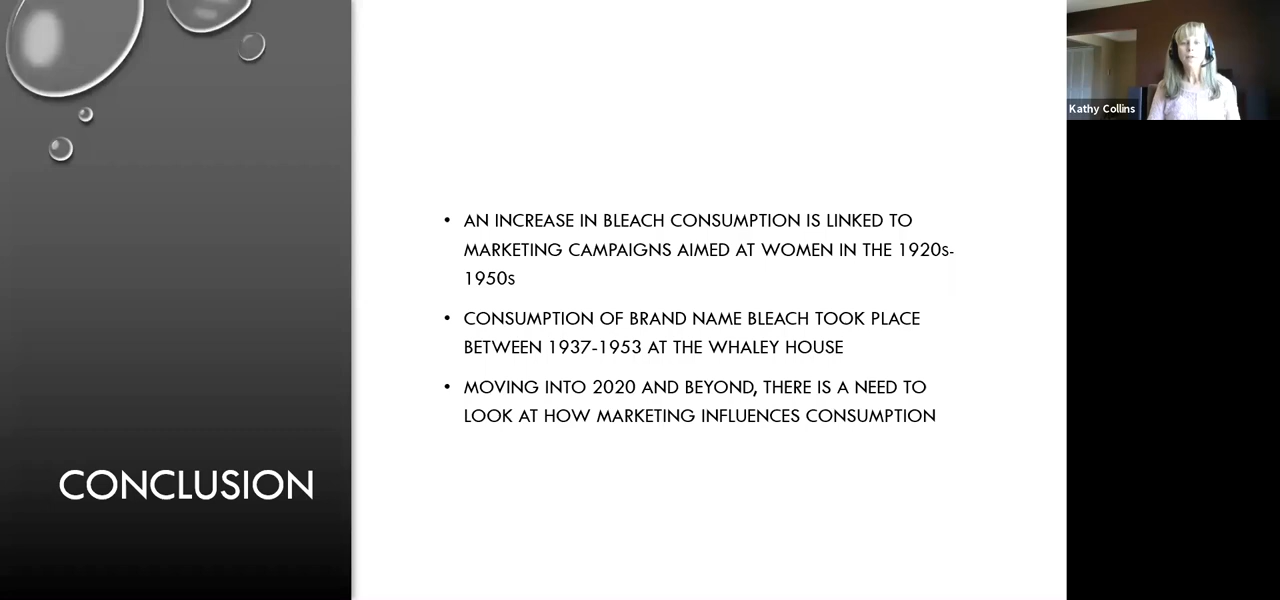 AN INCREASE IN BLEACH CONSUMPTION IS LINKED TO
MARKETING CAMPAIGNS AIMED AT WOMEN IN THE 1920s-
1950s
CONSUMPTION OF BRAND NAME BLEACH TOOK PLACE
BETWEEN 1937-1953 AT THE WHALEY HOUSE
MOVING INTO 2020 AND BEYOND, THERE IS A NEED TO
LOOK AT HOW MARKETING INFLUENCES CONSUMPTION
CONCLUSION
Kathy Collins